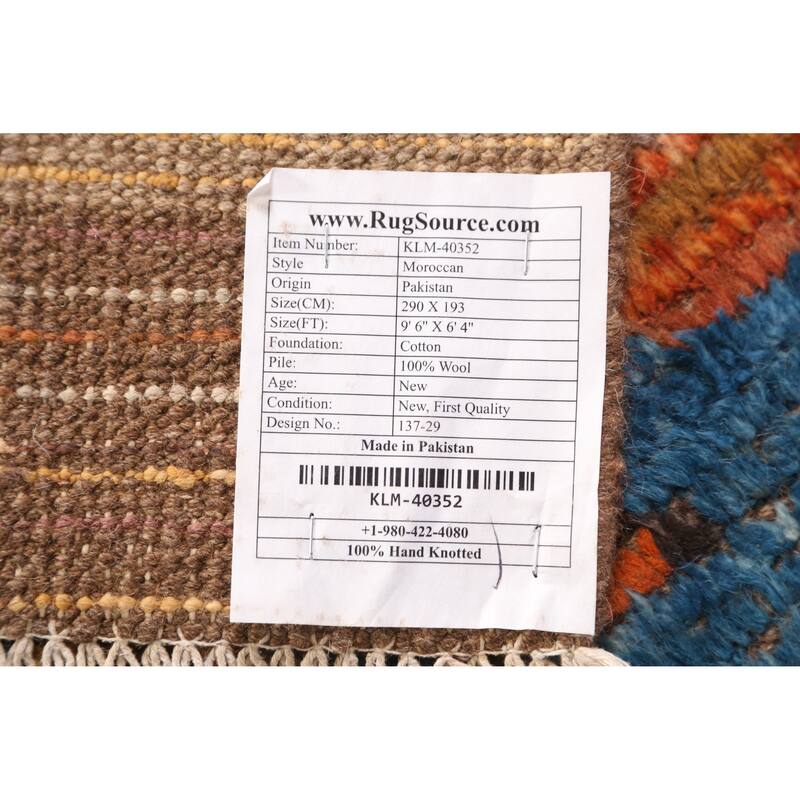 www.RugSource.com
Item Number: KLM-40352
Style Moroccan
Origin Pakistan
Size(CM): 290 X 193
Size(FT): 9' 6" X 6' 4"
Foundation: Cotton
Pile: 100% Wool
Age: New
Condition: New, First Quality
Design No.: 137-29
Made in Pakistan
KLM-40352
+1-980-422-4080
100% Hand Knotted